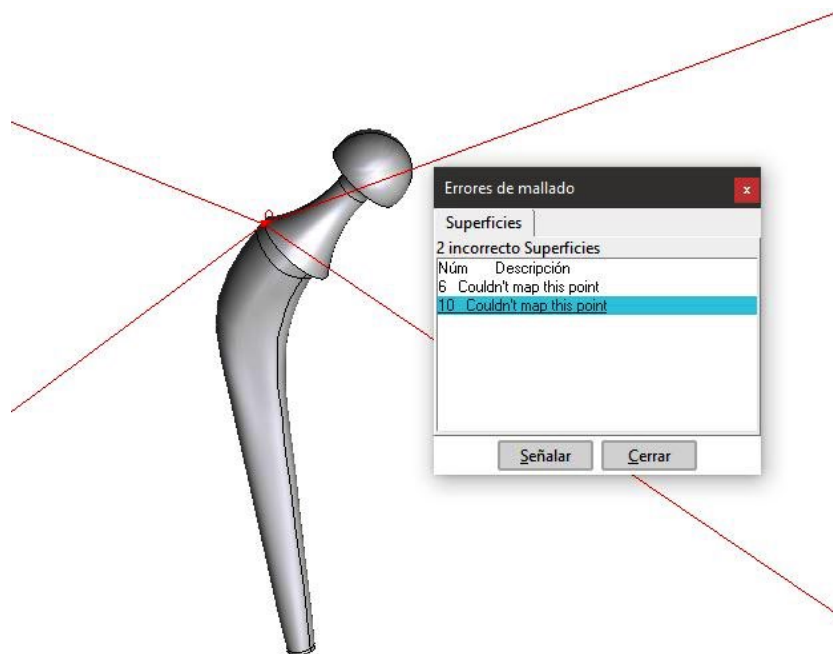 Errores de mallado
x
Superficies
2 incorrecto Superficies
Núm Descripción
6 Couldn't map this point
10 Couldn't map this point
Señalar Cerrar